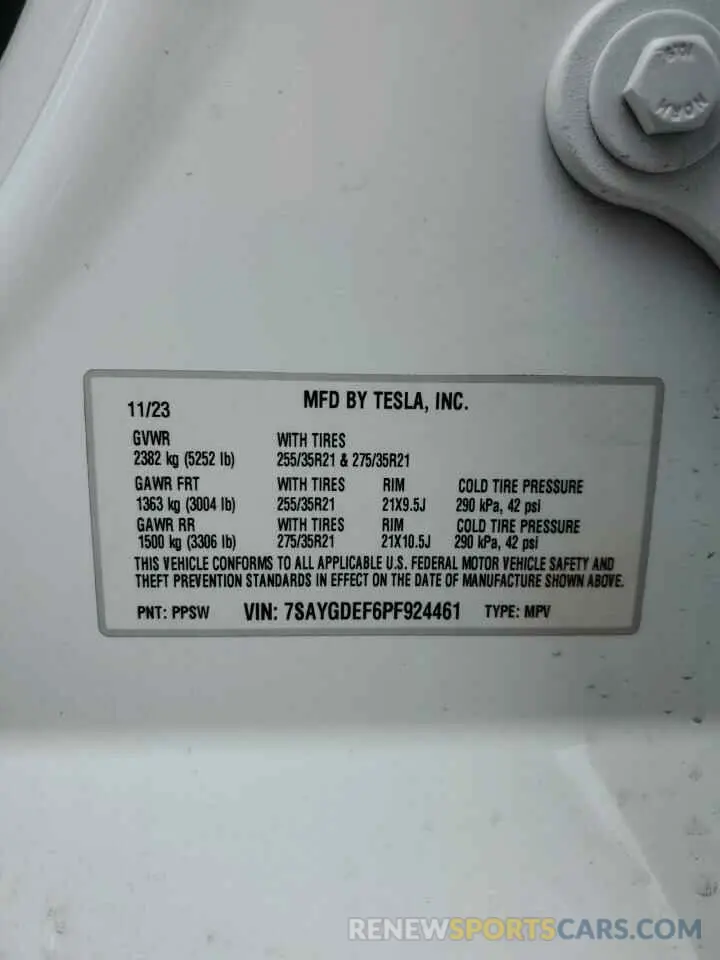 MFD BY TESLA, INC.
11/23
GVWR WITH TIRES
2382 kg (5252 lb) 255/35R21 & 275/35R21
GAWR FRT WITH TIRES RIM COLD TIRE PRESSURE
1363 kg (3004 lb) 255/35R21 21X9.5J 290 kPa, 42 psi
GAWR RR WITH TIRES RIM COLD TIRE PRESSURE
1500 kg (3306 lb) 275/35R21 21X10.5J 290 kPa, 42 psi
THIS VEHICLE CONFORMS TO ALL APPLICABLE U.S. FEDERAL MOTOR VEHICLE SAFETY AND
THEFT PREVENTION STANDARDS IN EFFECT ON THE DATE OF MANUFACTURE SHOWN ABOVE.
PNT: PPSW VIN: 7SAYGDEF6PF924461 TYPE: MPV
RENEWSPORTSCARS.COM